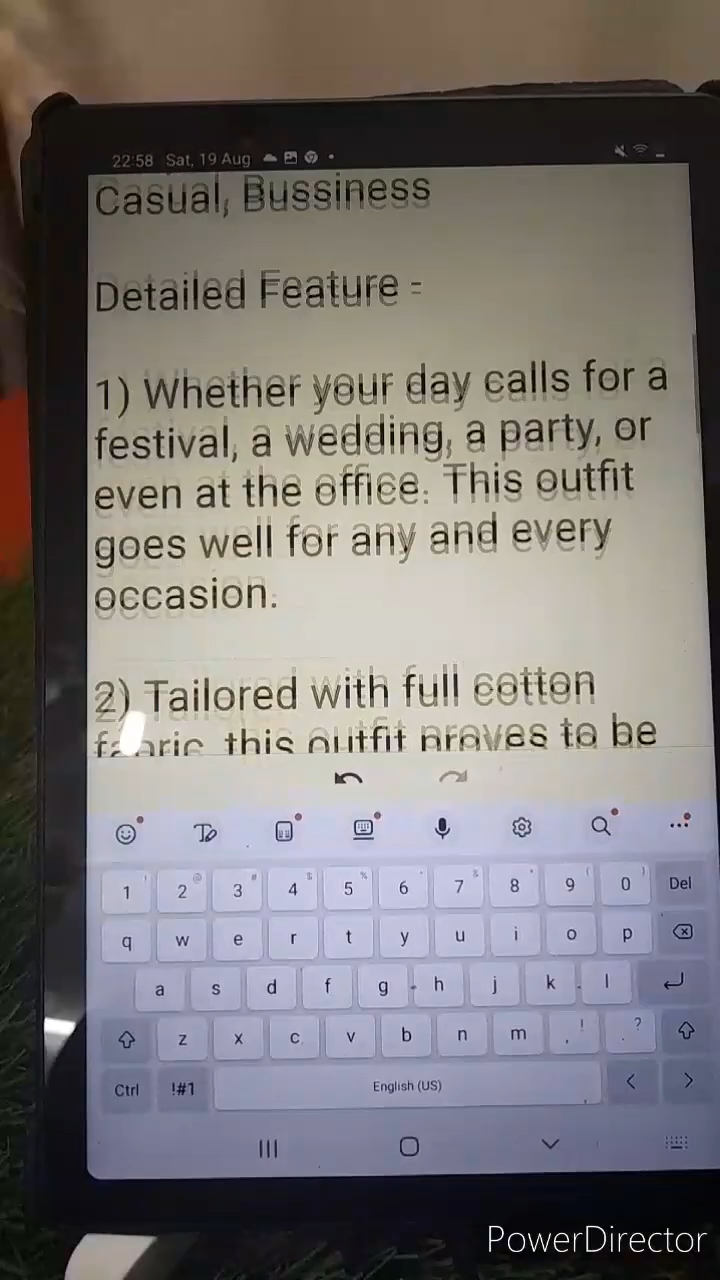 22:58 Sat, 19 Aug
Casual, Bussiness
Detailed Feature -
1) Whether your day calls for a
festival, a wedding, a party, or
even at the office. This outfit
goes well for any and every
occasion.
2) Tailored with full cotton
fabric this outfit proves to be
1 2 3 4 5 6 7 8 9 0 Del
q w e r t y u i o p
a s d f g h j k l
z x c v b n m , ! . ?
Ctrl !#1 English (US) < >
PowerDirector